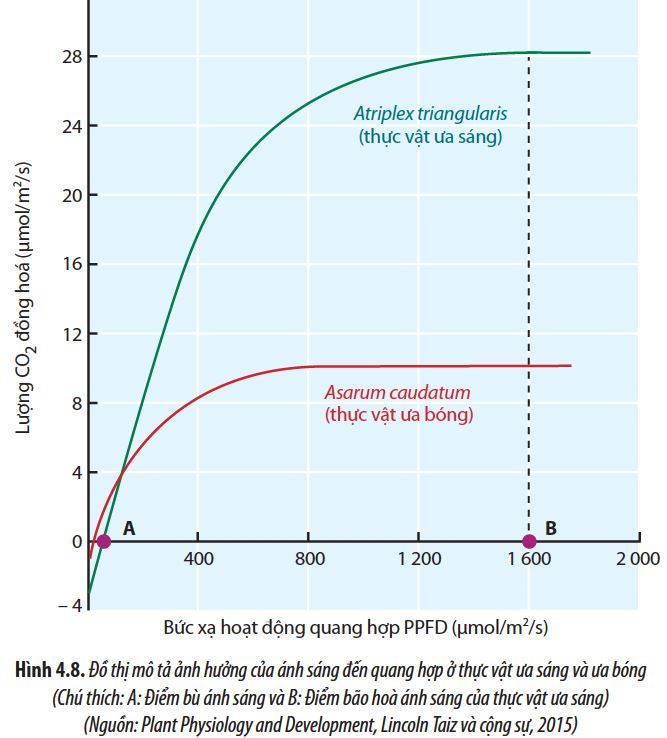 28
24
20
16
12
8
4
0
– 4
Lượng CO₂ đồng hoá (μmol/m²/s)
Atriplex triangularis
(thực vật ưa sáng)
Asarum caudatum
(thực vật ưa bóng)
A
B
400
800
1 200
1 600
2 000
Bức xạ hoạt động quang hợp PPFD (μmol/m²/s)
Hình 4.8. Đồ thị mô tả ảnh hưởng của ánh sáng đến quang hợp ở thực vật ưa sáng và ưa bóng
(Chú thích: A: Điểm bù ánh sáng và B: Điểm bão hoà ánh sáng của thực vật ưa sáng)
(Nguồn: Plant Physiology and Development, Lincoln Taiz và cộng sự, 2015)